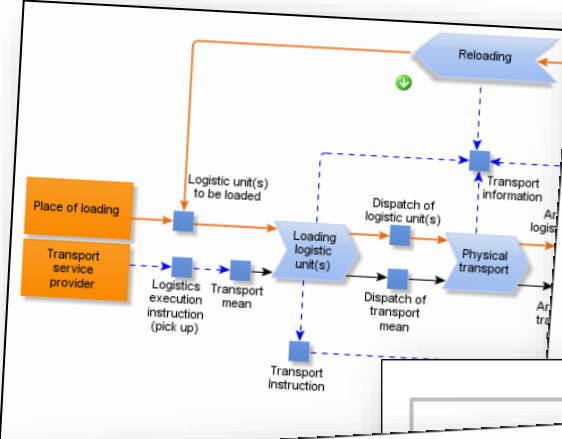 Reloading
Logistic unit(s)
to be loaded
Transport
information
Place of loading
Dispatch of
logistic unit(s)
Loading
logistic
unit(s)
Physical
transport
Transport
service
provider
Logistics
execution
instruction
(pick up)
Transport
mean
Dispatch of
transport
mean
Transport
Instruction